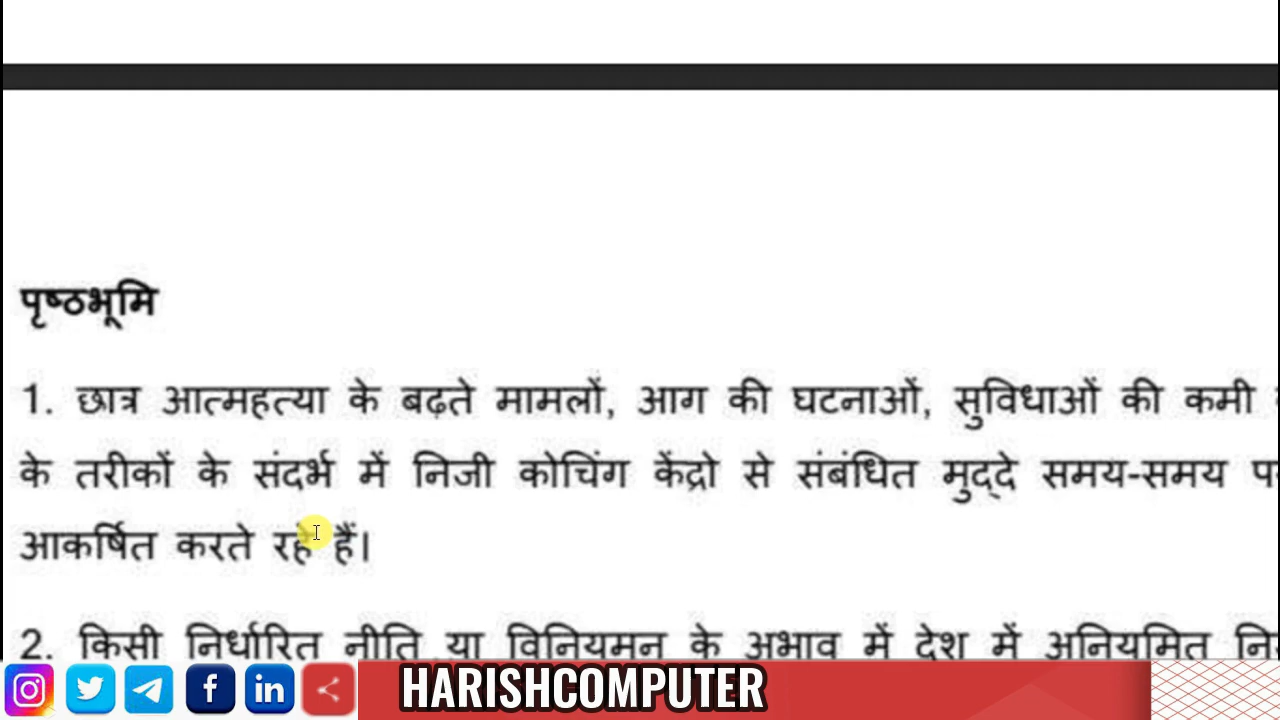 पृष्ठभूमि
1. छात्र आत्महत्या के बढ़ते मामलों, आग की घटनाओं, सुविधाओं की कमी
के तरीकों के संदर्भ में निजी कोचिंग केंद्रो से संबंधित मुद्दे समय-समय
आकर्षित करते रहे हैं।
2. किसी निर्धारित नीति या विनियमन के अभाव में देश में अनियमित
HARISHCOMPUTER